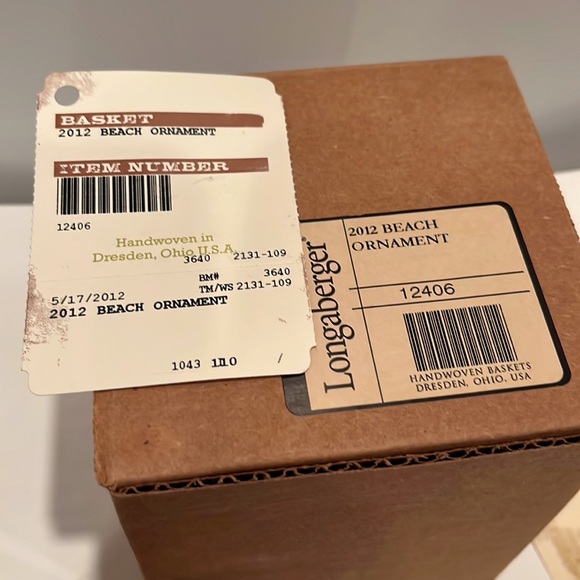 BASKET
2012 BEACH ORNAMENT
ITEM NUMBER
12406
Handwoven in
Dresden, Ohio U.S.A.
3640 2131-109
BM# 3640
TM/WS 2131-109
5/17/2012
2012 BEACH ORNAMENT
1043 110 /
Longaberger®
2012 BEACH
ORNAMENT
12406
HANDWOVEN BASKETS
DRESDEN, OHIO, USA